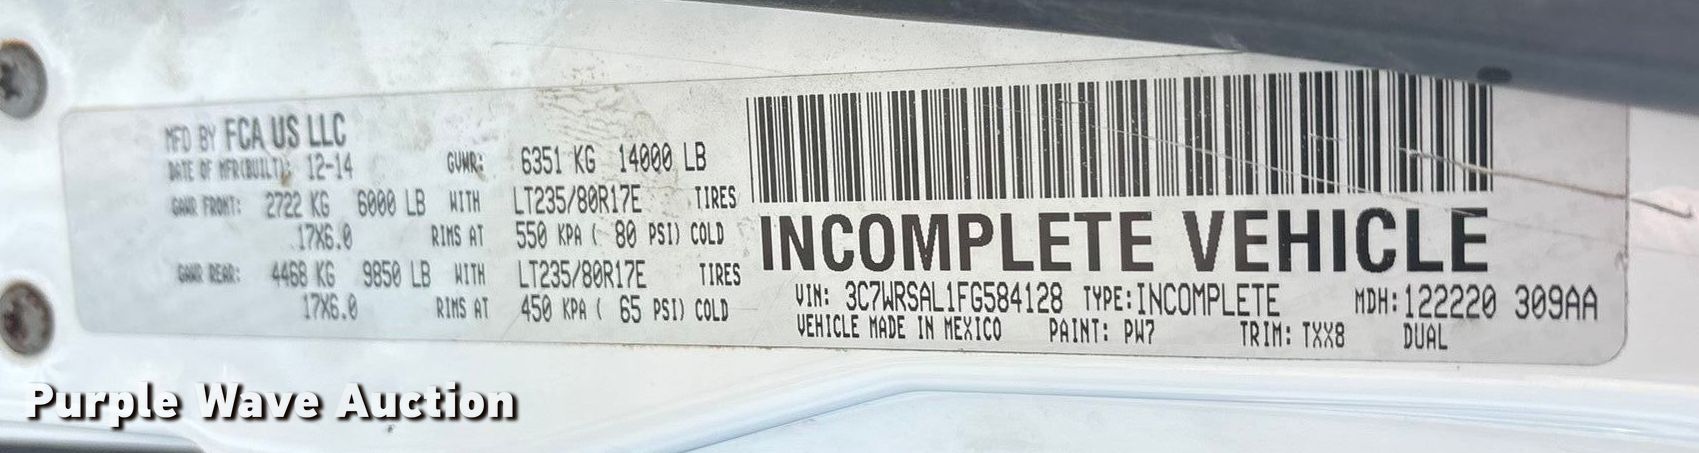 MFD BY FCA US LLC
DATE OF MFR(BUILT): 12-14 GVWR: 6351 KG 14000 LB
GAWR FRONT: 2722 KG 6000 LB WITH LT235/80R17E TIRES
17X6.0 RIMS AT 550 KPA ( 80 PSI) COLD
GAWR REAR: 4468 KG 9850 LB WITH LT235/80R17E TIRES
17X6.0 RIMS AT 450 KPA ( 65 PSI) COLD
INCOMPLETE VEHICLE
VIN: 3C7WRSAL1FG584128 TYPE:INCOMPLETE MDH:122220 309AA
VEHICLE MADE IN MEXICO PAINT: PW7 TRIM: TXX8 DUAL
Purple Wave Auction